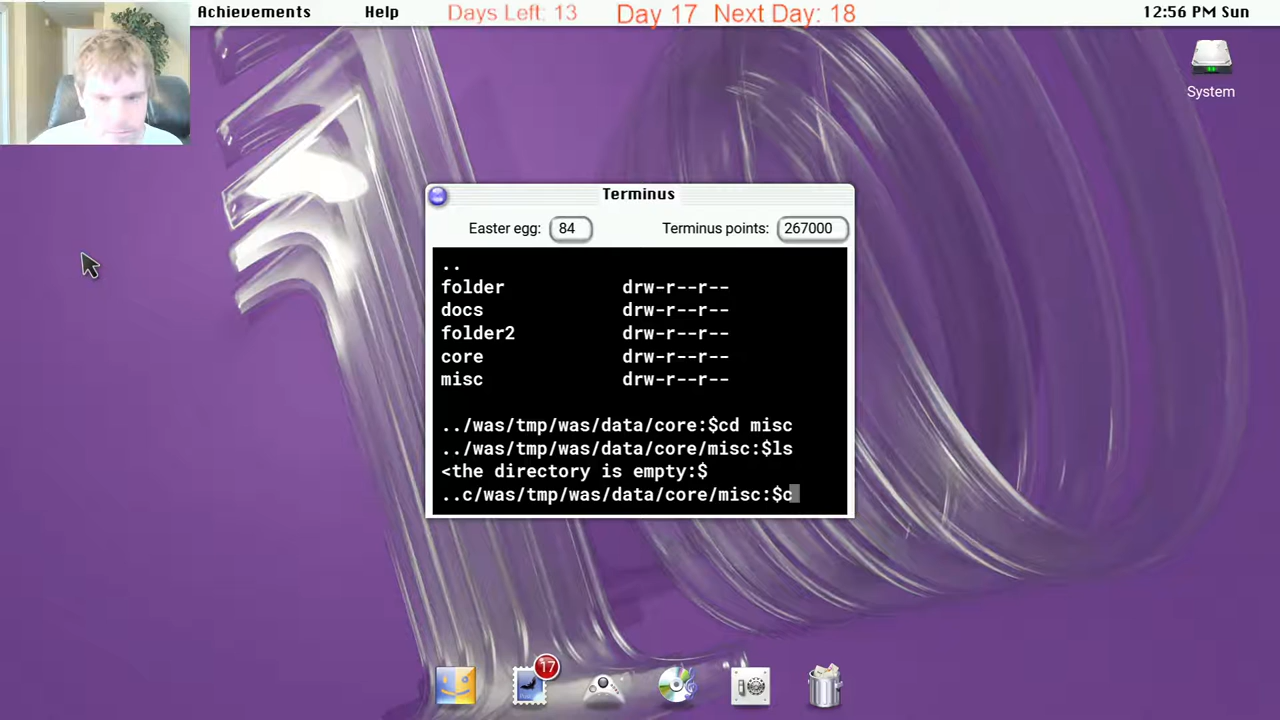 Achievements Help Days Left: 13 Day 17 Next Day: 18 12:56 PM Sun
System
Terminus
Easter egg: 84 Terminus points: 267000
..
folder drw-r--r--
docs drw-r--r--
folder2 drw-r--r--
core drw-r--r--
misc drw-r--r--
../was/tmp/was/data/core:$cd misc
../was/tmp/was/data/core/misc:$ls
<the directory is empty:$
..c/was/tmp/was/data/core/misc:$c
17